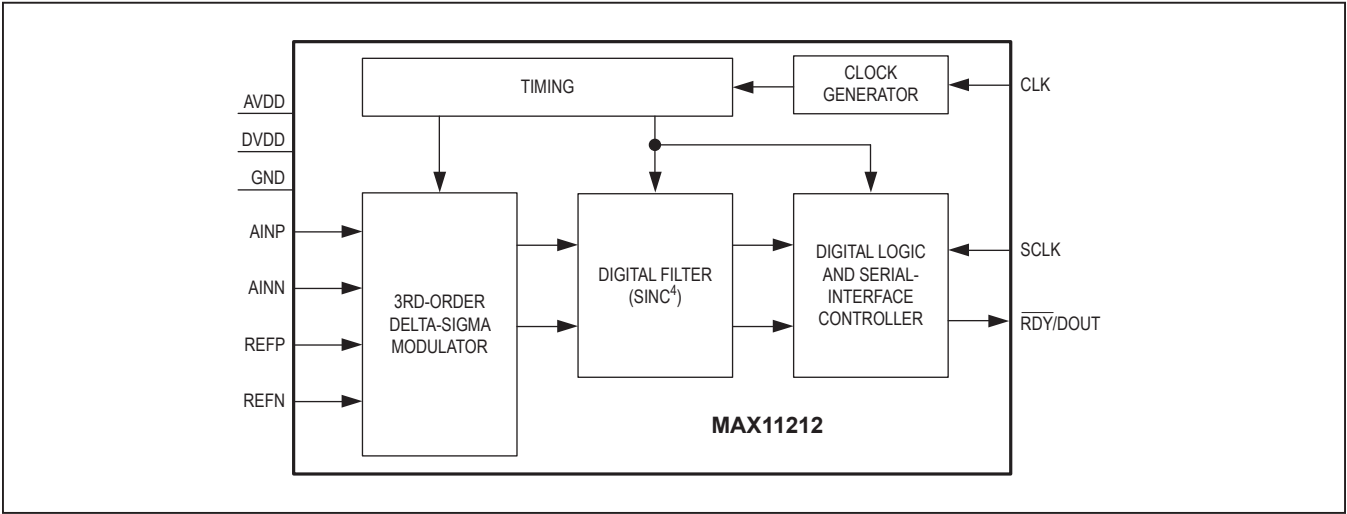 TIMING
CLOCK
GENERATOR
CLK
AVDD
DVDD
GND
AINP
AINN
REFP
REFN
3RD-ORDER
DELTA-SIGMA
MODULATOR
DIGITAL FILTER
(SINC⁴)
DIGITAL LOGIC
AND SERIAL-
INTERFACE
CONTROLLER
SCLK
R̅D̅Y̅/DOUT
MAX11212